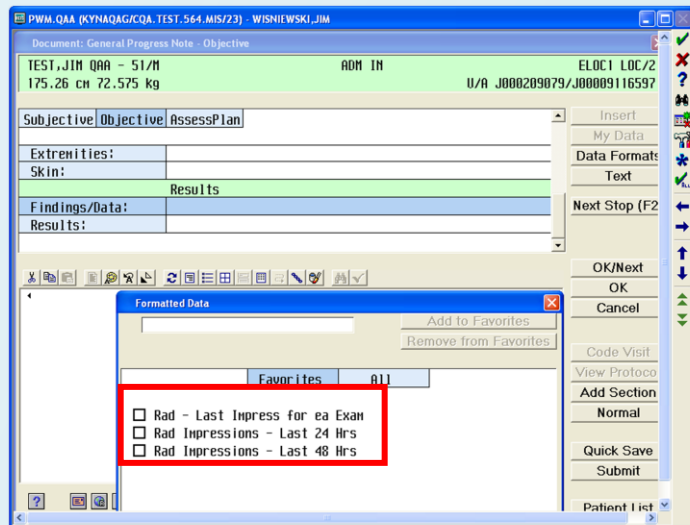 PWM.QAA (KYNAQAG/CQA.TEST.564.MIS/23) - WISNIEWSKI,JIM
Document: General Progress Note - Objective
TEST,JIM QAA - 51/M ADM IN ELOC1 LOC/2
175.26 cm 72.575 kg U/A J000209079/J00009116597
Subjective Objective AssessPlan
Extremities:
Skin:
Results
Findings/Data:
Results:
Insert
My Data
Data Formats
Text
Next Stop (F2
OK/Next
OK
Cancel
Code Visit
View Protoco
Add Section
Normal
Quick Save
Submit
Patient List
Formatted Data
Add to Favorites
Remove from Favorites
Favorites All
Rad - Last Impress for ea Exam
Rad Impressions - Last 24 Hrs
Rad Impressions - Last 48 Hrs